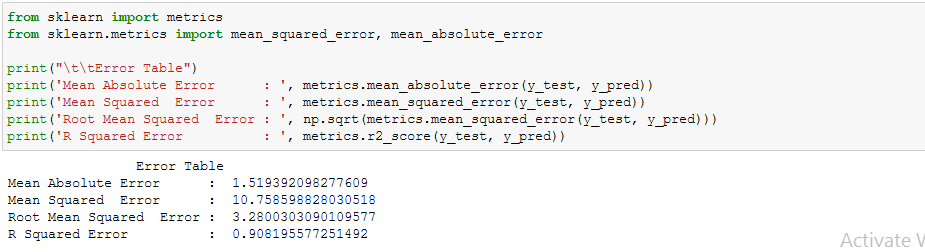 from sklearn import metrics
from sklearn.metrics import mean_squared_error, mean_absolute_error
print("\t\tError Table")
print('Mean Absolute Error      : ', metrics.mean_absolute_error(y_test, y_pred))
print('Mean Squared  Error      : ', metrics.mean_squared_error(y_test, y_pred))
print('Root Mean Squared  Error : ', np.sqrt(metrics.mean_squared_error(y_test, y_pred)))
print('R Squared Error          : ', metrics.r2_score(y_test, y_pred))
                Error Table
Mean Absolute Error      :  1.519392098277609
Mean Squared  Error      :  10.758598828030518
Root Mean Squared  Error :  3.2800303090109577
R Squared Error          :  0.908195577251492
Activate